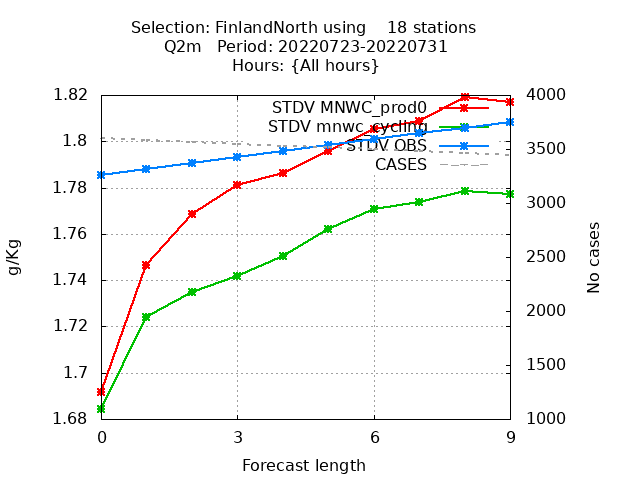 Selection: FinlandNorth using    18 stations
Q2m   Period: 20220723-20220731
Hours: {All hours}
STDV MNWC_prod0
STDV mnwc_cycling
STDV OBS
CASES
1.82
1.8
1.78
1.76
1.74
1.72
1.7
1.68
4000
3500
3000
2500
2000
1500
1000
g/Kg
No cases
0 3 6 9
Forecast length